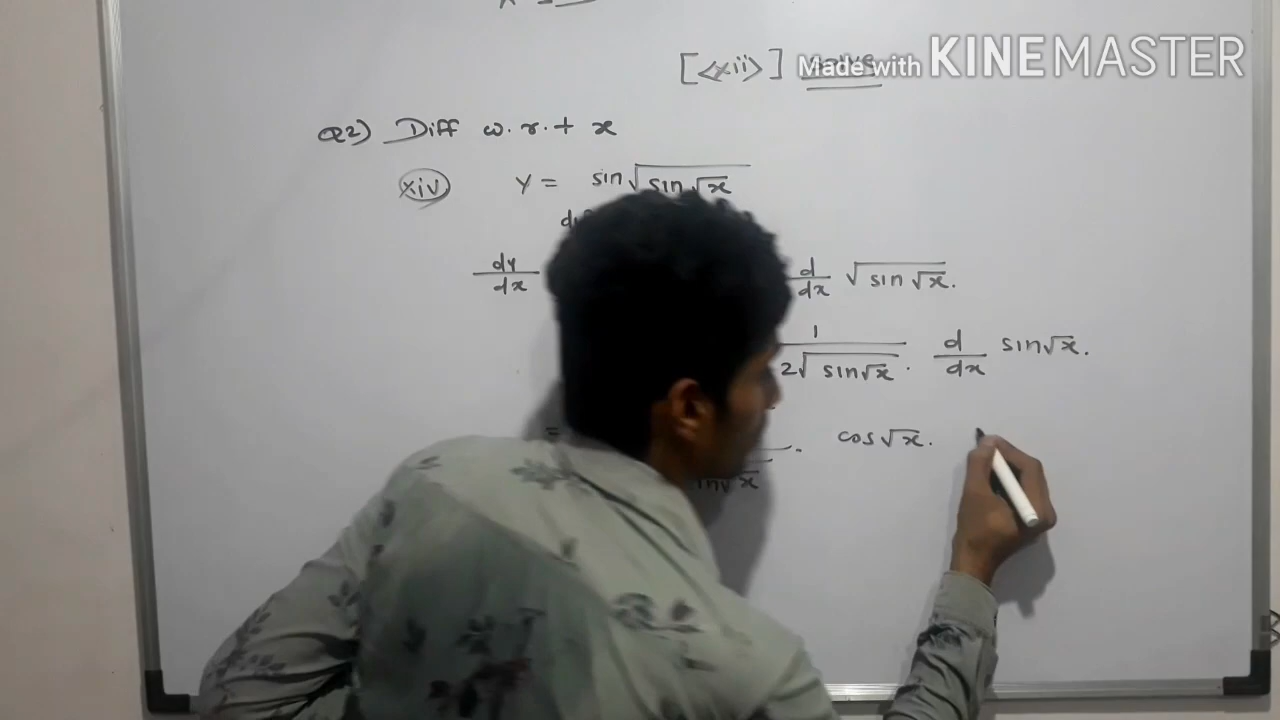 [<xii>]
Made with KINEMASTER
Q2) Diff w.r.t x
xiv y = sin√sin√x
dy/dx d/dx √sin√x.
1/2√sin√x . d/dx sin√x.
= . cos√x.
in√x